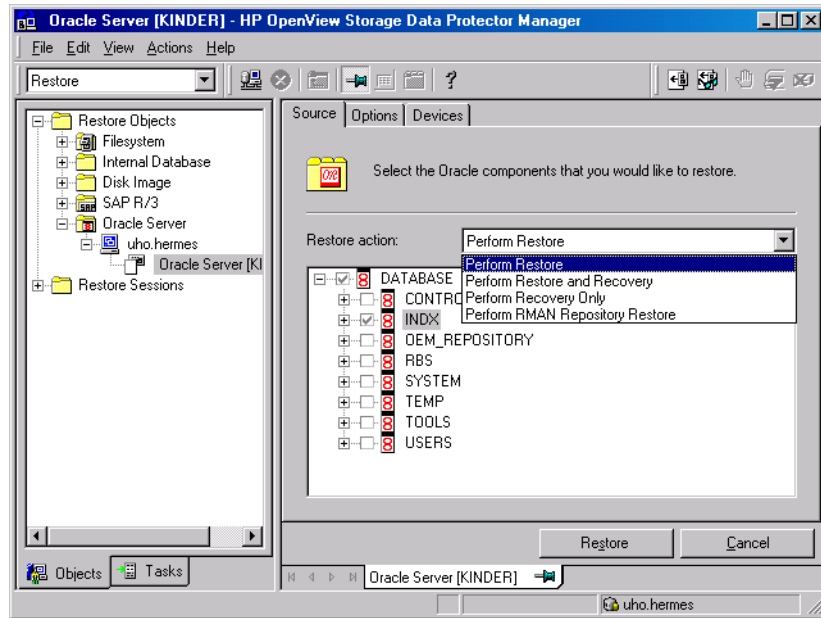 Oracle Server [KINDER] - HP OpenView Storage Data Protector Manager
File Edit View Actions Help
Restore
Restore Objects
Filesystem
Internal Database
Disk Image
SAP R/3
Oracle Server
uho.hermes
Oracle Server [KI
Restore Sessions
Objects
Tasks
Source
Options
Devices
Select the Oracle components that you would like to restore.
Restore action:
Perform Restore
Perform Restore
Perform Restore and Recovery
Perform Recovery Only
Perform RMAN Repository Restore
DATABASE
CONTRO
INDX
OEM_REPOSITORY
RBS
SYSTEM
TEMP
TOOLS
USERS
Restore
Cancel
Oracle Server [KINDER]
uho.hermes